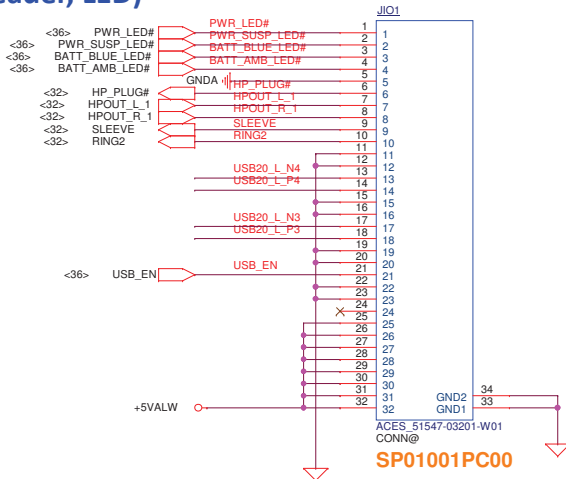 JIO1
<36> PWR_LED# PWR_LED# 1 1
<36> PWR_SUSP_LED# PWR_SUSP_LED# 2 2
<36> BATT_BLUE_LED# BATT_BLUE_LED# 3 3
<36> BATT_AMB_LED# BATT_AMB_LED# 4 4
GNDA 5 5
<32> HP_PLUG# HP_PLUG# 6 6
<32> HPOUT_L_1 HPOUT_L_1 7 7
<32> HPOUT_R_1 HPOUT_R_1 8 8
<32> SLEEVE SLEEVE 9 9
<32> RING2 RING2 10 10
11 11
12 12
USB20_L_N4 13 13
USB20_L_P4 14 14
15 15
16 16
USB20_L_N3 17 17
USB20_L_P3 18 18
19 19
20 20
<36> USB_EN USB_EN 21 21
22 22
23 23
24 24
25 25
26 26
27 27
28 28
29 29
30 30
31 31 GND2 34
+5VALW 32 32 GND1 33
ACES_51547-03201-W01
CONN@
SP01001PC00